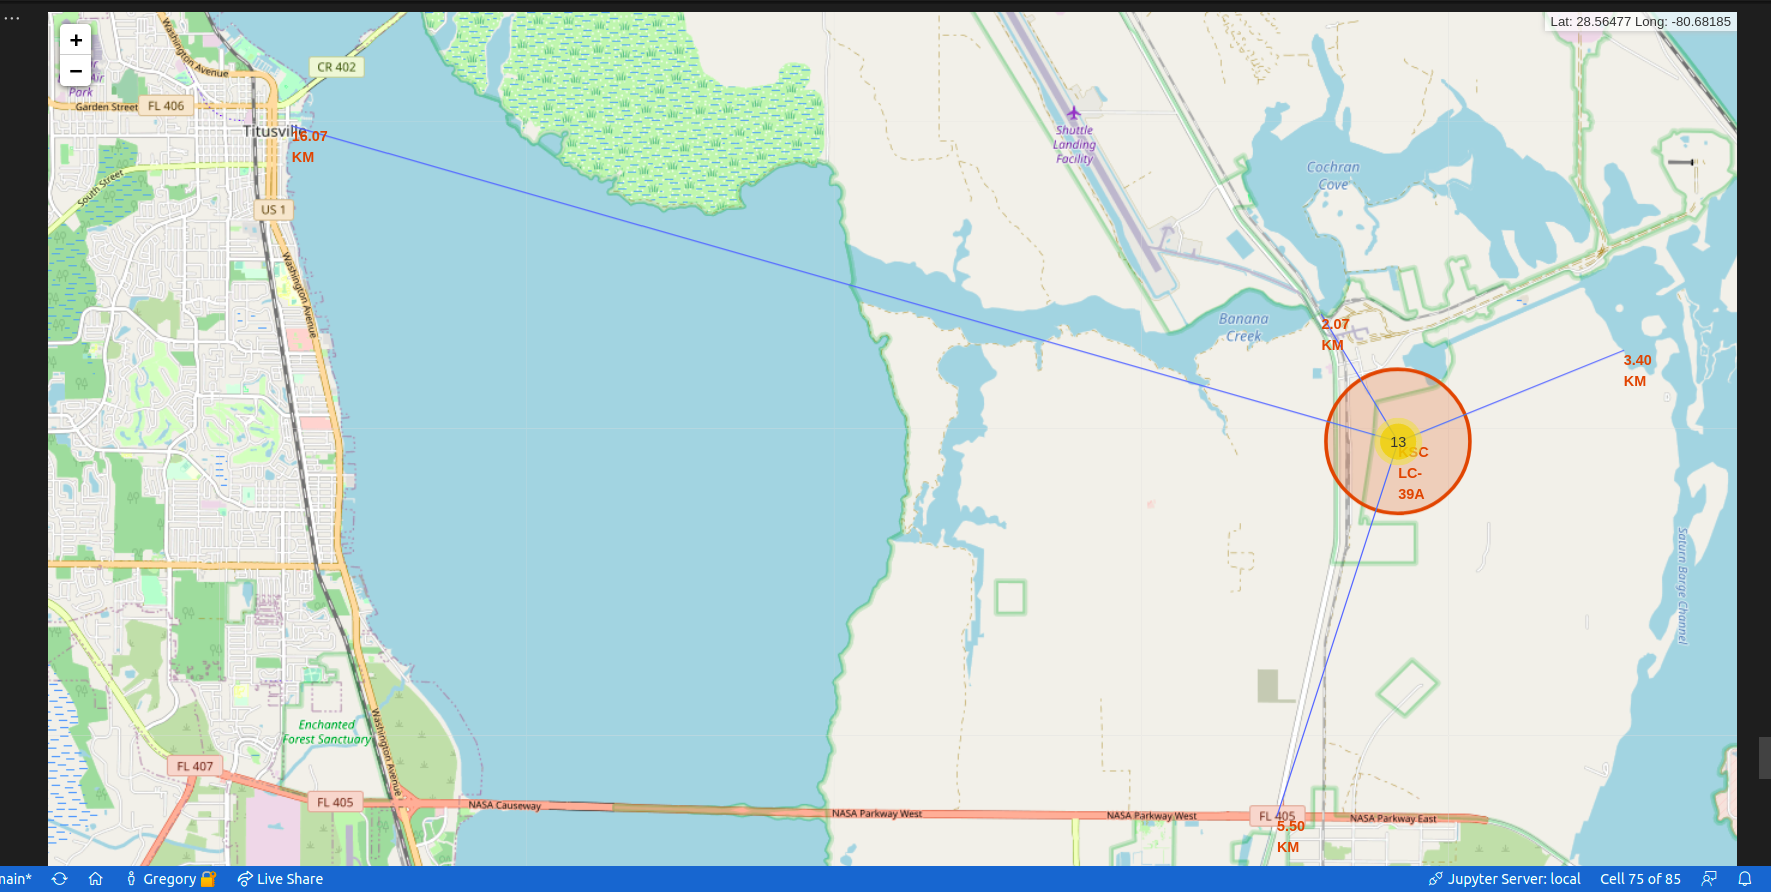 ...
Lat: 28.56477 Long: -80.68185
+
−
Washington Avenue
CR 402
Air
Park
Garden Street
FL 406
Titusville
16.07
KM
South Street
US 1
Washington Avenue
Shuttle
Landing
Facility
Cochran
Cove
Banana
Creek
2.07
KM
3.40
KM
13
KSC
LC-
39A
Saturn Barge Channel
Enchanted
Forest Sanctuary
Washington Avenue
FL 407
FL 405
NASA Causeway
NASA Parkway West
NASA Parkway West
FL 405
NASA Parkway East
5.50
KM
main*
Gregory
Live Share
Jupyter Server: local
Cell 75 of 85